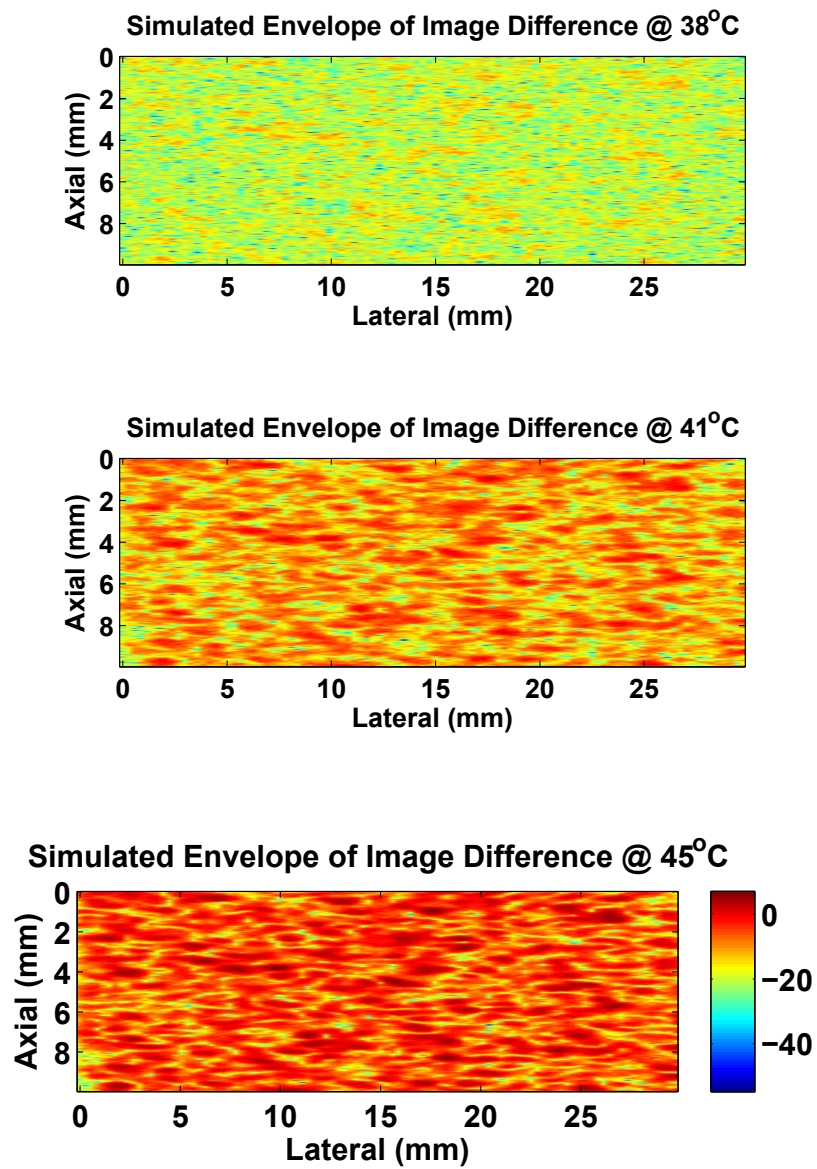 Simulated Envelope of Image Difference @ 38°C
0
2
4
6
8
Axial (mm)
0 5 10 15 20 25
Lateral (mm)
Simulated Envelope of Image Difference @ 41°C
0
2
4
6
8
Axial (mm)
0 5 10 15 20 25
Lateral (mm)
Simulated Envelope of Image Difference @ 45°C
0
2
4
6
8
Axial (mm)
0 5 10 15 20 25
Lateral (mm)
0
−20
−40